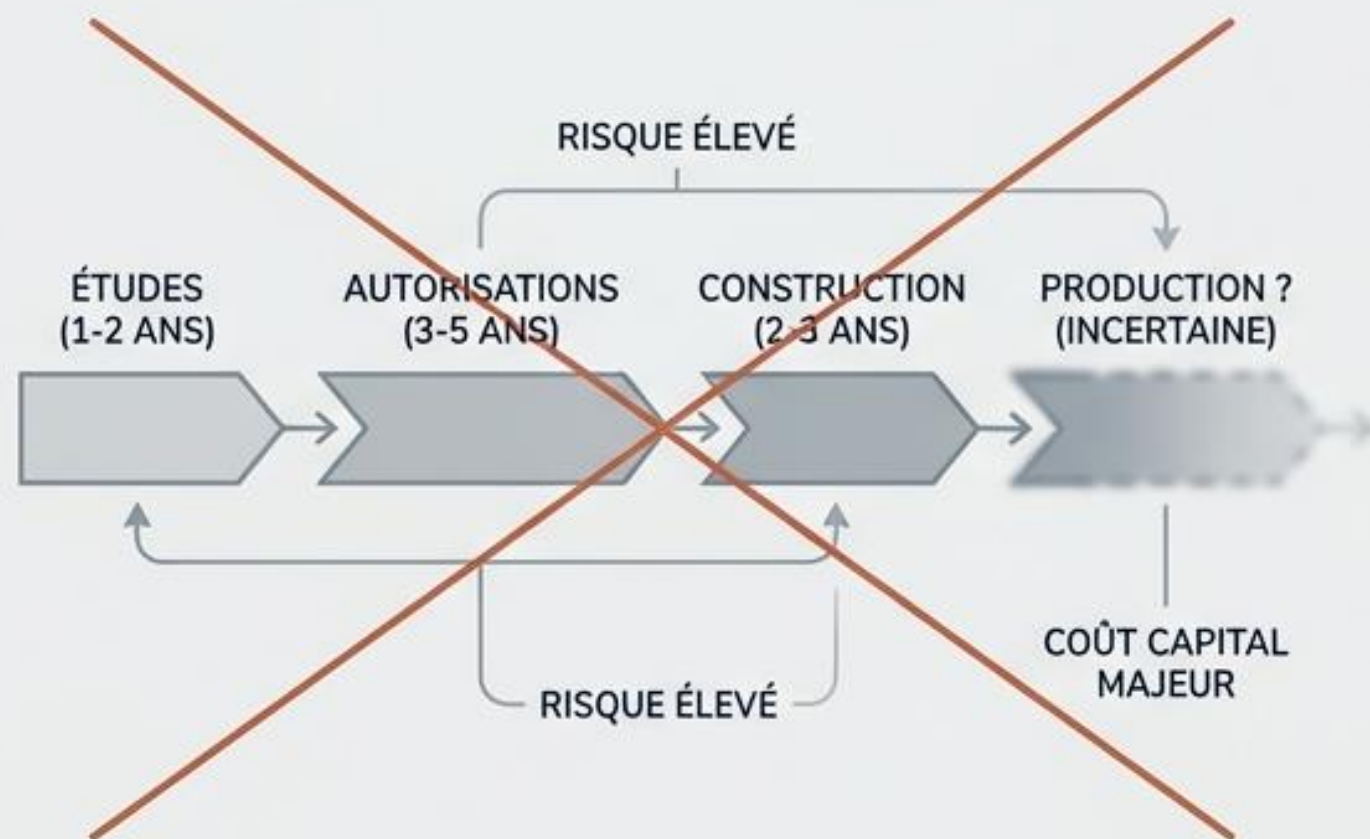 RISQUE ÉLEVÉ
ÉTUDES
(1-2 ANS)
AUTORISATIONS
(3-5 ANS)
CONSTRUCTION
(2-3 ANS)
PRODUCTION ?
(INCERTAINE)
RISQUE ÉLEVÉ
COÛT CAPITAL
MAJEUR